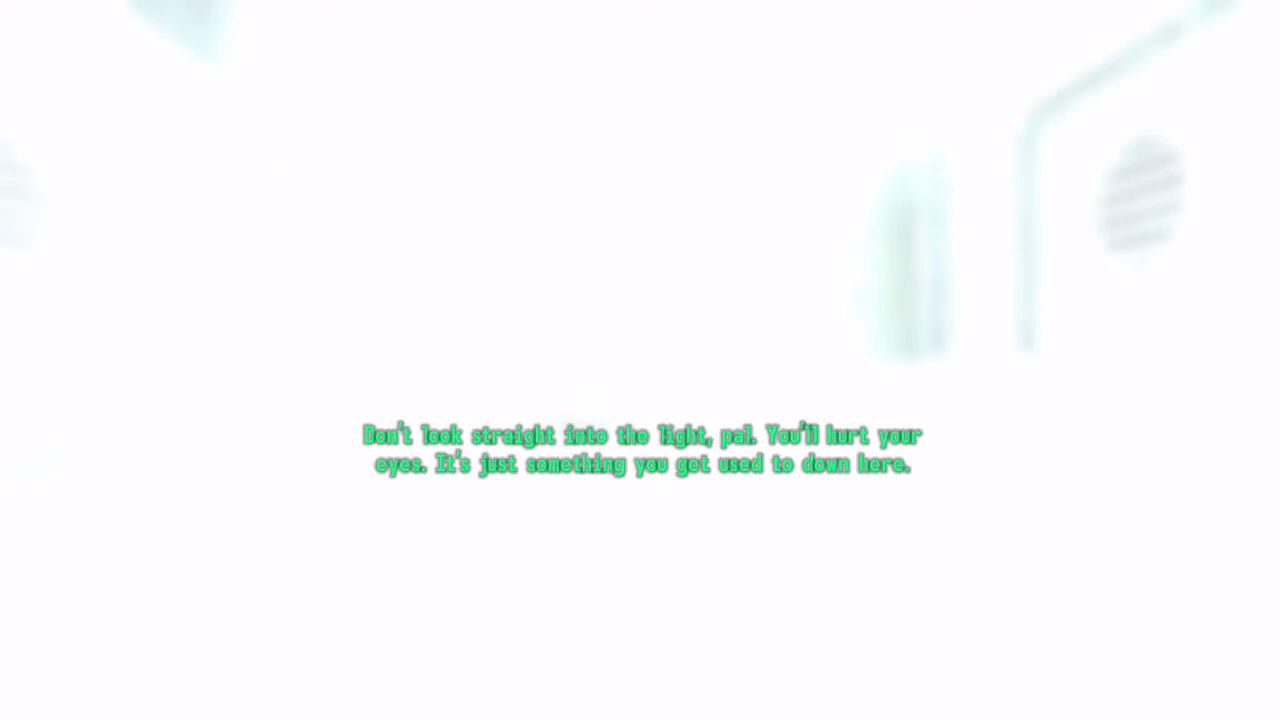 Don't look straight into the light, pal. You'll hurt your
eyes. It's just something you get used to down here.